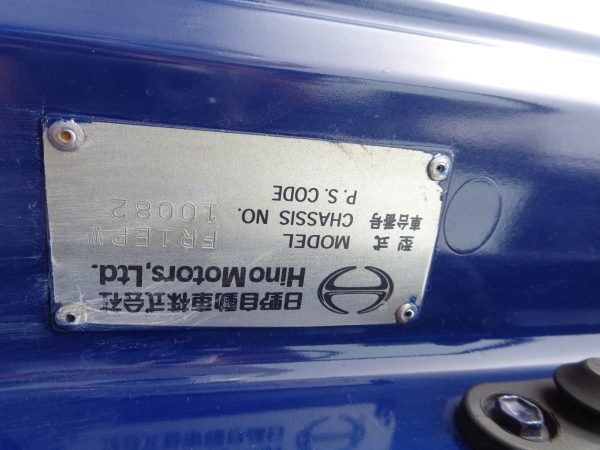 日野自動車株式会社
Hino Motors, Ltd.
型式 MODEL FR1EPW
車台番号 CHASSIS NO. 10082
P. S. CODE